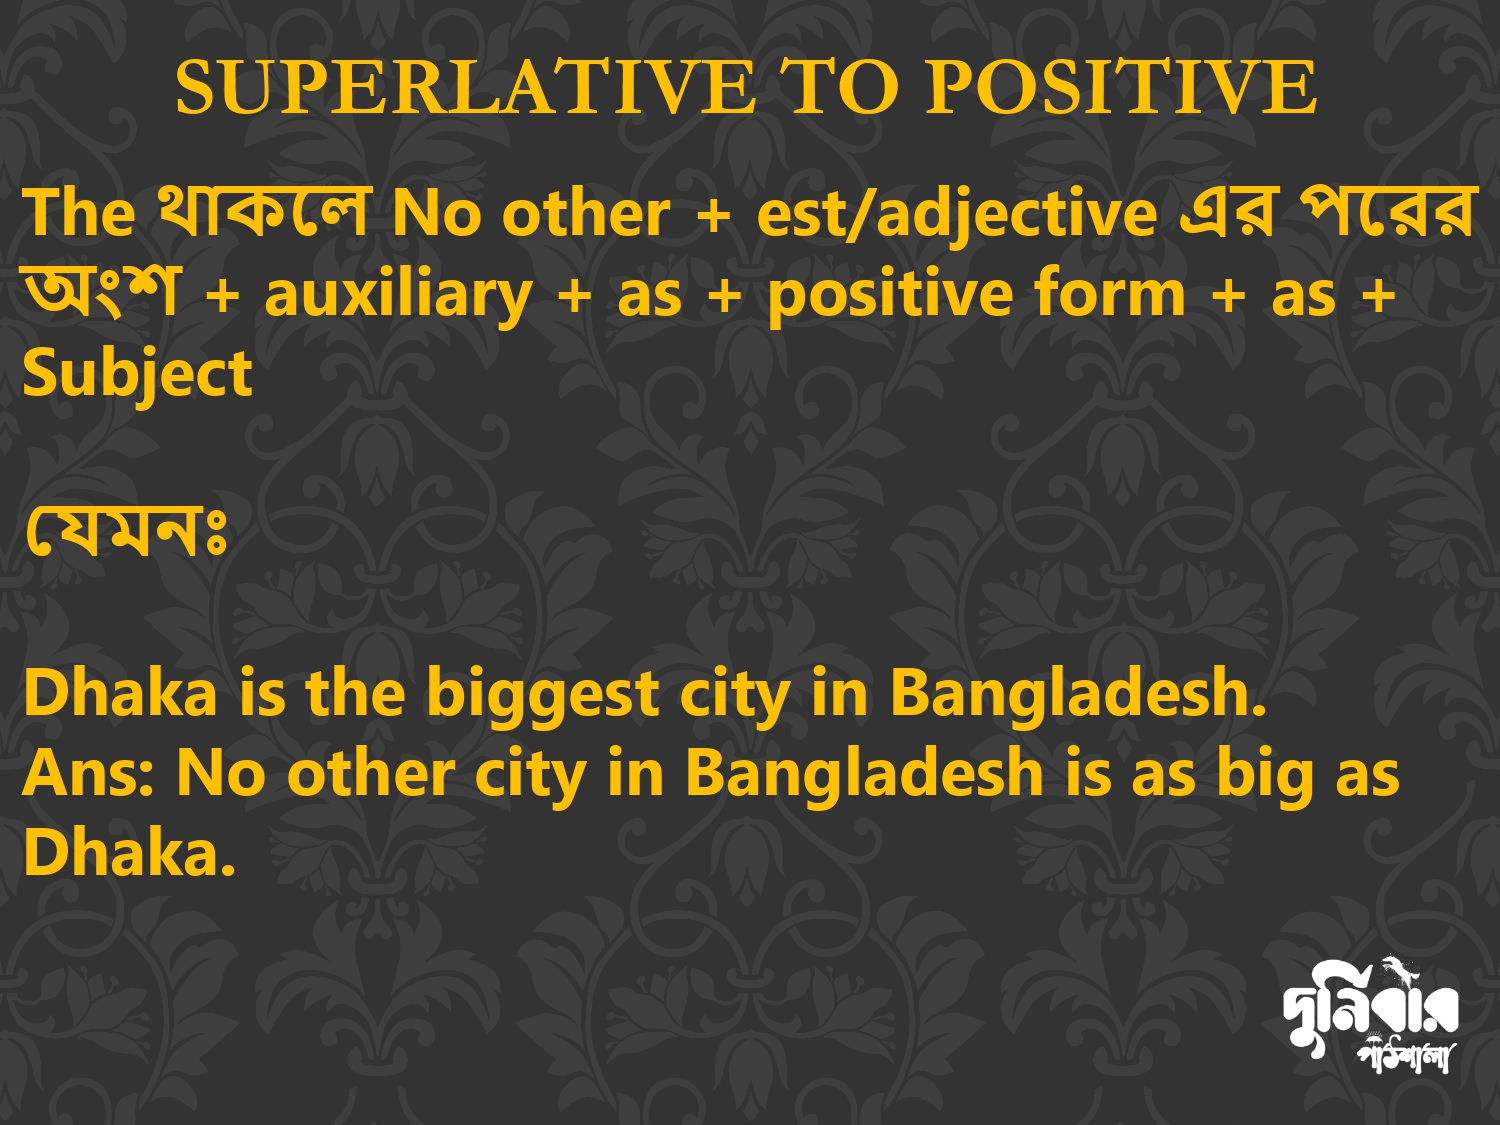 SUPERLATIVE TO POSITIVE
The থাকলে No other + est/adjective এর পরের
অংশ + auxiliary + as + positive form + as +
Subject
যেমনঃ
Dhaka is the biggest city in Bangladesh.
Ans: No other city in Bangladesh is as big as
Dhaka.
দুর্নিবার
পাঠশালা